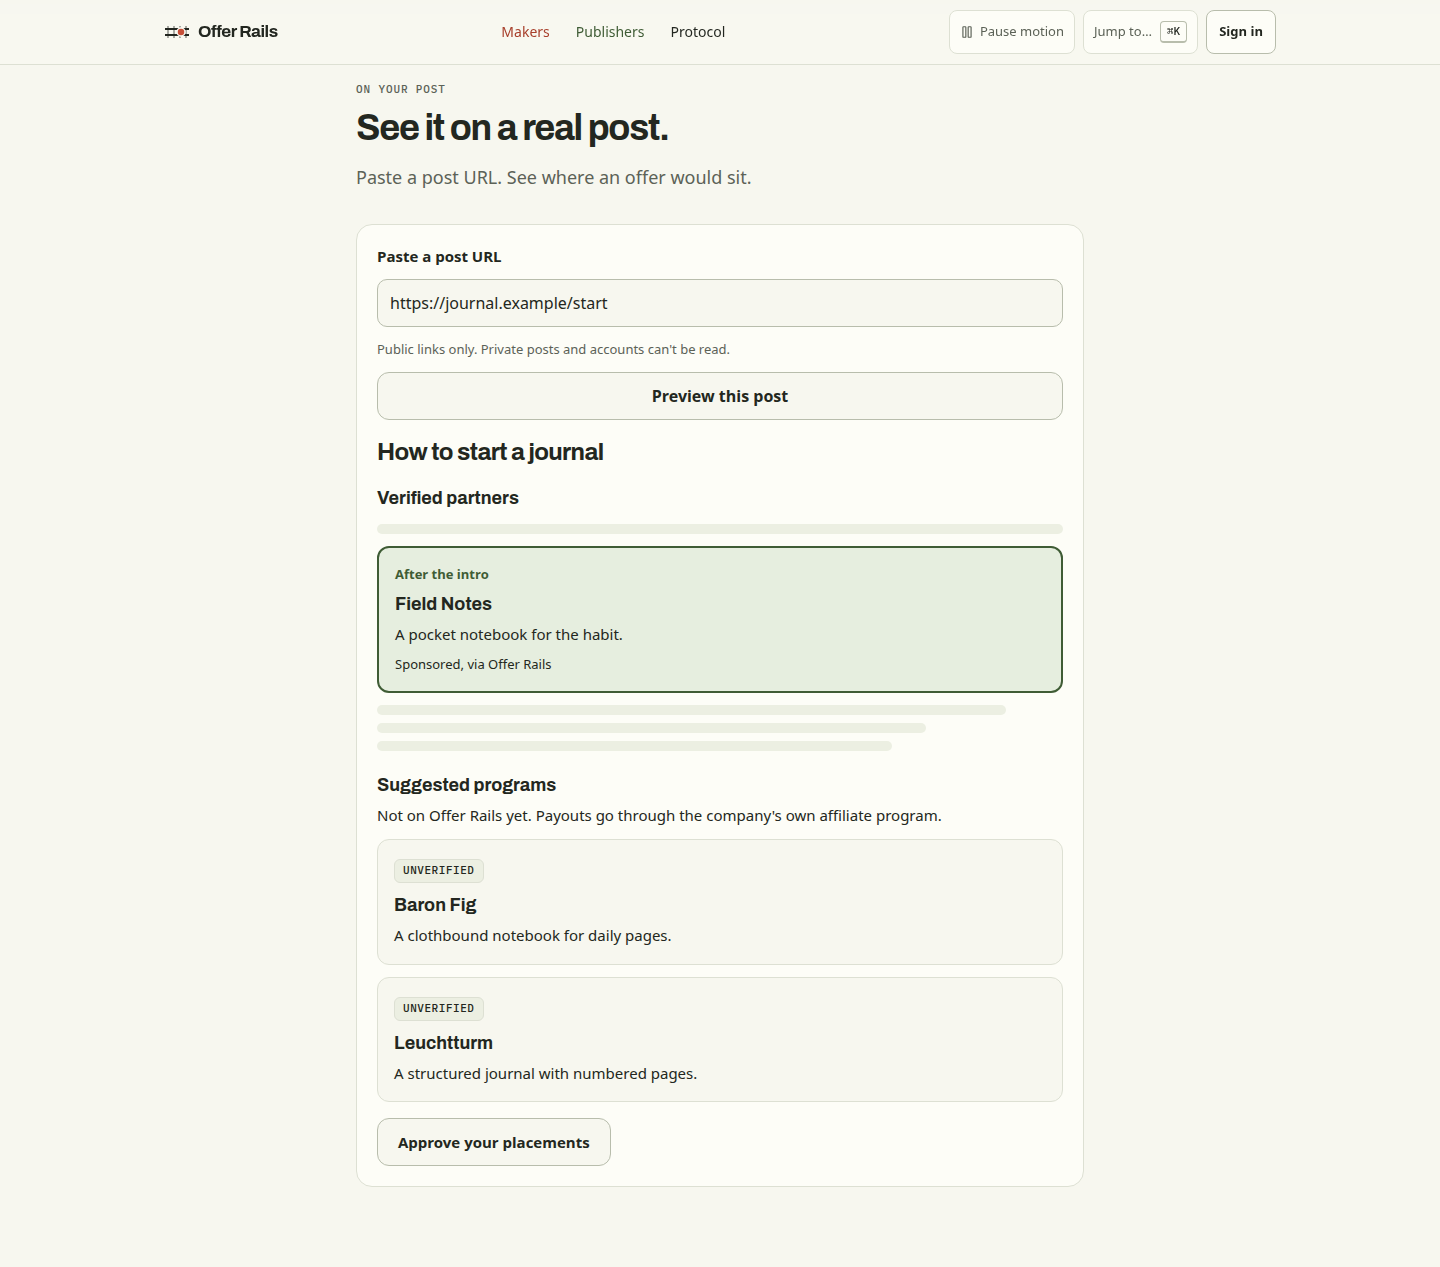 Offer Rails
Makers
Publishers
Protocol
Pause motion
Jump to... ⌘K
Sign in
ON YOUR POST
See it on a real post.
Paste a post URL. See where an offer would sit.
Paste a post URL
https://journal.example/start
Public links only. Private posts and accounts can't be read.
Preview this post
How to start a journal
Verified partners
After the intro
Field Notes
A pocket notebook for the habit.
Sponsored, via Offer Rails
Suggested programs
Not on Offer Rails yet. Payouts go through the company's own affiliate program.
UNVERIFIED
Baron Fig
A clothbound notebook for daily pages.
UNVERIFIED
Leuchtturm
A structured journal with numbered pages.
Approve your placements